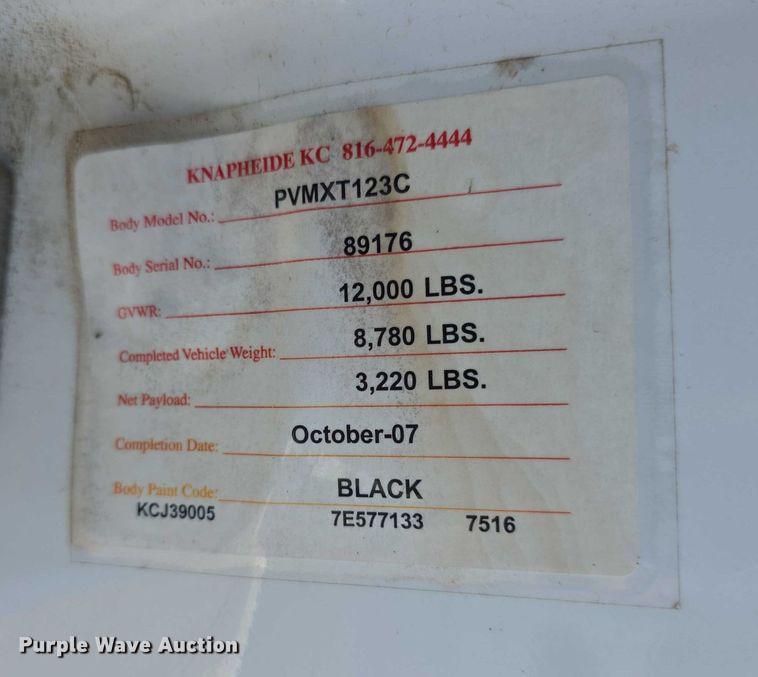 KNAPHEIDE KC 816-472-4444
Body Model No.: PVMXT123C
Body Serial No.: 89176
GVWR: 12,000 LBS.
Completed Vehicle Weight: 8,780 LBS.
Net Payload: 3,220 LBS.
Completion Date: October-07
Body Paint Code: BLACK
KCJ39005 7E577133 7516
Purple Wave Auction